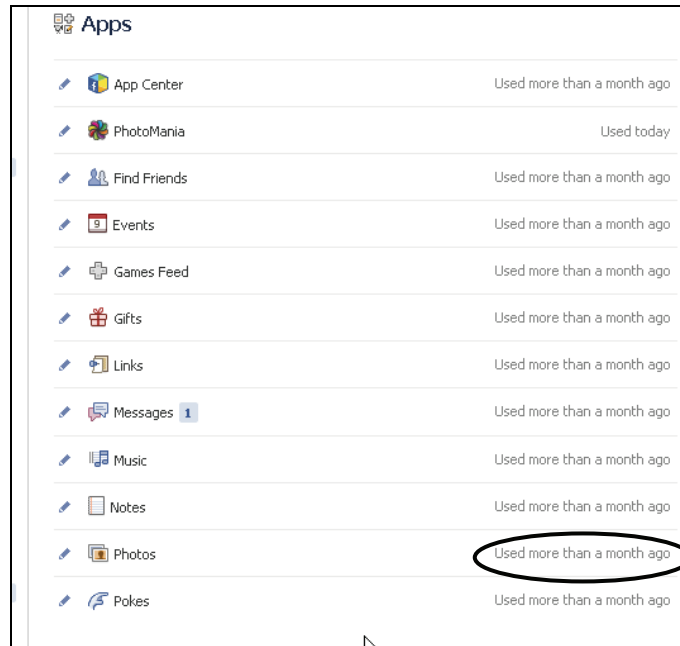 Apps
App Center Used more than a month ago
PhotoMania Used today
Find Friends Used more than a month ago
9 Events Used more than a month ago
Games Feed Used more than a month ago
Gifts Used more than a month ago
Links Used more than a month ago
Messages 1 Used more than a month ago
Music Used more than a month ago
Notes Used more than a month ago
Photos Used more than a month ago
Pokes Used more than a month ago